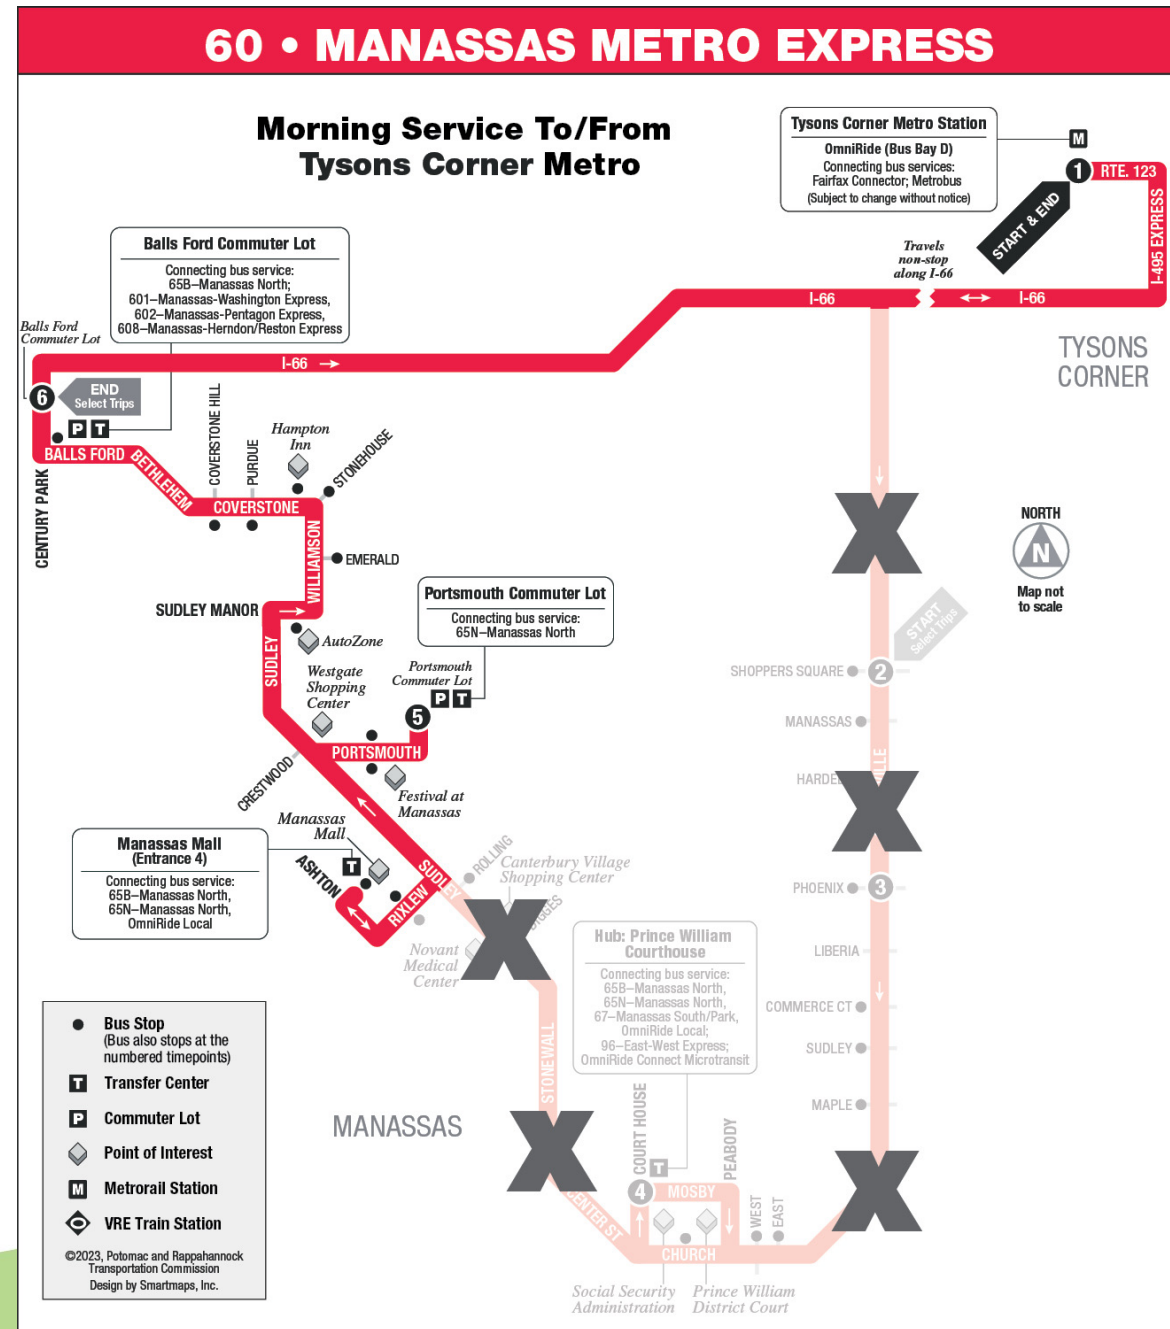 60 • MANASSAS METRO EXPRESS
Morning Service To/From
Tysons Corner Metro
Tysons Corner Metro Station
OmniRide (Bus Bay D)
Connecting bus services:
Fairfax Connector; Metrobus
(Subject to change without notice)
M
1
RTE. 123
START & END
I-495 EXPRESS
Travels
non-stop
along I-66
I-66
I-66
TYSONS
CORNER
Balls Ford Commuter Lot
Connecting bus service:
65B–Manassas North;
601–Manassas-Washington Express,
602–Manassas-Pentagon Express,
608–Manassas-Herndon/Reston Express
Balls Ford
Commuter Lot
I-66
6
END
Select Trips
P T
BALLS FORD
CENTURY PARK
BETHLEHEM
COVERSTONE HILL
PURDUE
Hampton
Inn
STONEHOUSE
COVERSTONE
WILLIAMSON
EMERALD
SUDLEY MANOR
AutoZone
SUDLEY
Westgate
Shopping
Center
Portsmouth Commuter Lot
Connecting bus service:
65N–Manassas North
Portsmouth
Commuter Lot
P T
5
PORTSMOUTH
CRESTWOOD
Festival at
Manassas
Manassas
Mall
Manassas Mall
(Entrance 4)
Connecting bus service:
65B–Manassas North,
65N–Manassas North,
OmniRide Local
T
ASHTON
RIXLEW
SUDLEY
ROLLING
Canterbury Village
Shopping Center
Novant
Medical
Center
NORTH
N
Map not
to scale
START
Select Trips
SHOPPERS SQUARE
2
MANASSAS
PHOENIX
3
LIBERIA
COMMERCE CT
SUDLEY
MAPLE
Hub: Prince William
Courthouse
Connecting bus service:
65B–Manassas North,
65N–Manassas North,
67–Manassas South/Park,
OmniRide Local;
96–East-West Express;
OmniRide Connect Microtransit
STONEWALL
MANASSAS
COURT HOUSE
T
PEABODY
4
MOSBY
CENTER ST
WEST
EAST
CHURCH
Social Security
Administration
Prince William
District Court
Bus Stop
(Bus also stops at the
numbered timepoints)
T Transfer Center
P Commuter Lot
Point of Interest
M Metrorail Station
VRE Train Station
©2023, Potomac and Rappahannock
Transportation Commission
Design by Smartmaps, Inc.